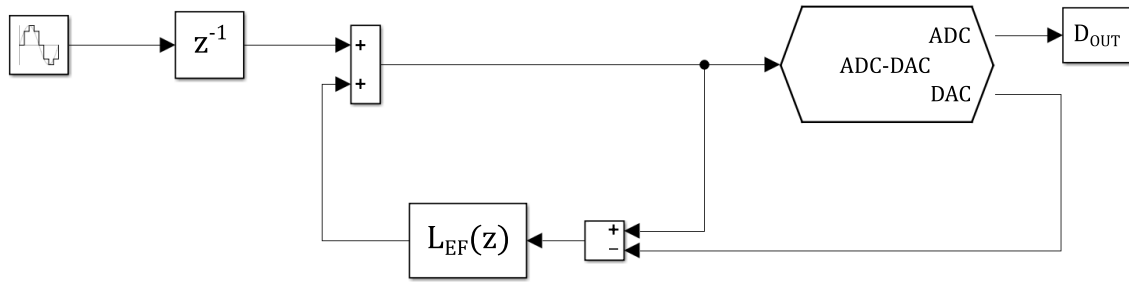 z⁻¹
+
+
ADC
ADC-DAC
DAC
D_OUT
L_EF(z)
+
−